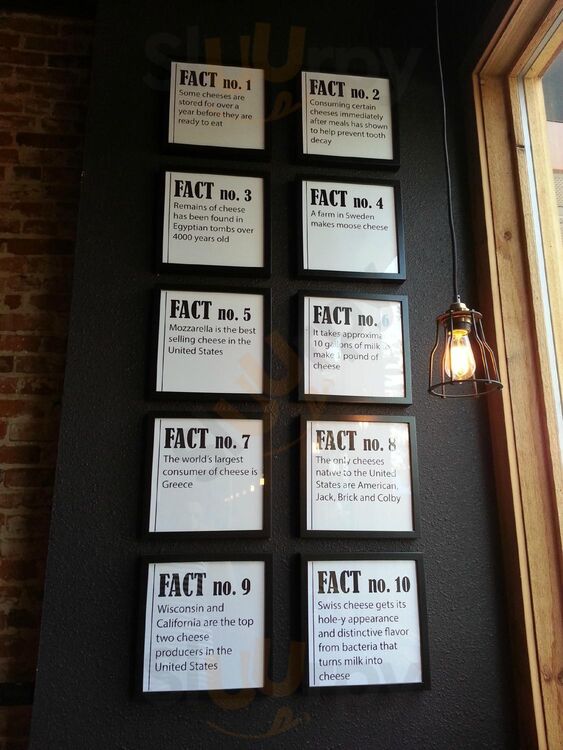 FACT no. 1
Some cheeses are
stored for over a
year before they are
ready to eat
FACT no. 2
Consuming certain
cheeses immediately
after meals has shown
to help prevent tooth
decay
FACT no. 3
Remains of cheese
has been found in
Egyptian tombs over
4000 years old
FACT no. 4
A farm in Sweden
makes moose cheese
FACT no. 5
Mozzarella is the best
selling cheese in the
United States
FACT no. 6
It takes
10 gallons of milk to
make 1 pound of
cheese
FACT no. 7
The world's largest
consumer of cheese is
Greece
FACT no. 8
The only cheeses
native to the United
States are American,
Jack, Brick and Colby
FACT no. 9
Wisconsin and
California are the top
two cheese
producers in the
United States
FACT no. 10
Swiss cheese gets its
hole-y appearance
and distinctive flavor
from bacteria that
turns milk into
cheese